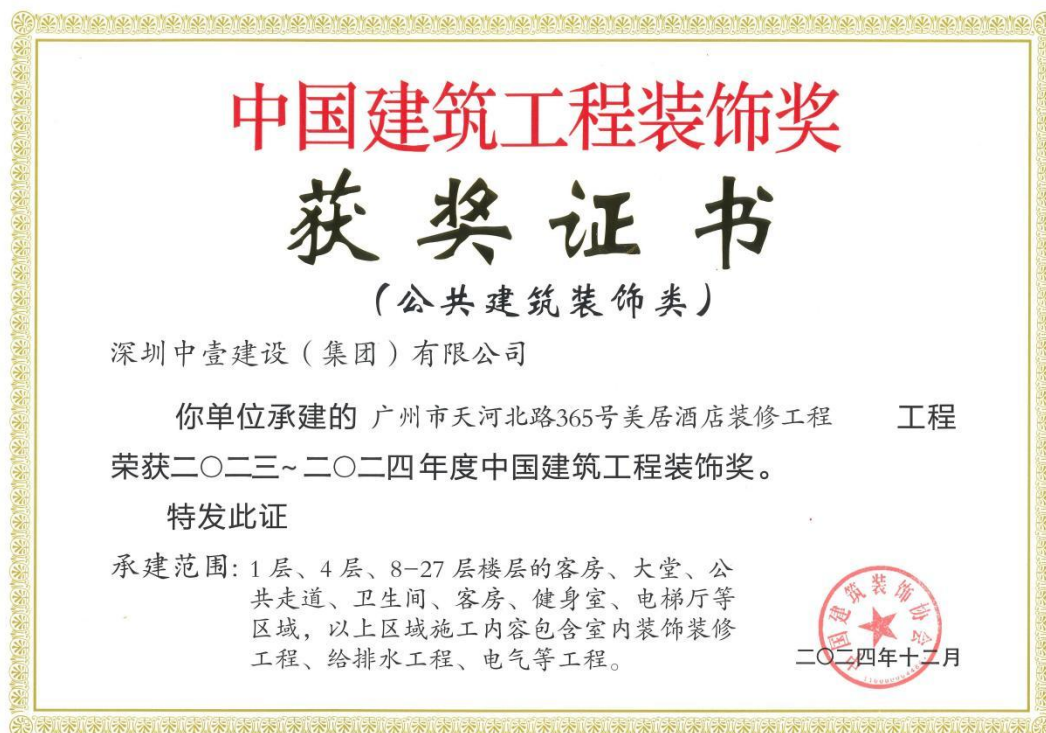 中国建筑工程装饰奖
获奖证书
（公共建筑装饰类）
深圳中壹建设（集团）有限公司
你单位承建的 广州市天河北路365号美居酒店装修工程 工程
荣获二〇二三~二〇二四年度中国建筑工程装饰奖。
特发此证
承建范围：1层、4层、8-27层楼层的客房、大堂、公
共走道、卫生间、客房、健身室、电梯厅等
区域，以上区域施工内容包含室内装饰装修
工程、给排水工程、电气等工程。
中国建筑装饰协会
二〇二四年十二月